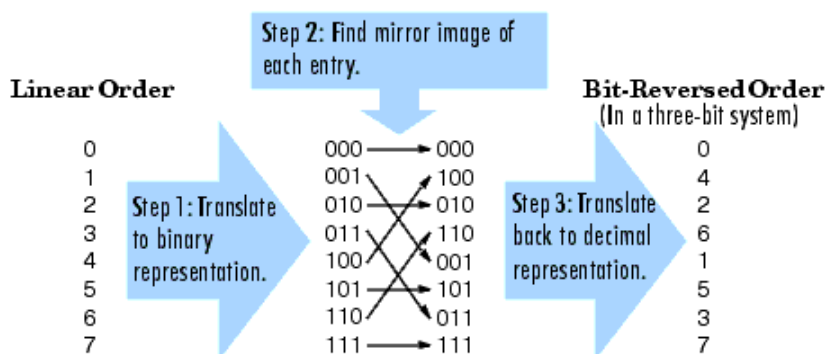 Step 2: Find mirror image of
each entry.
Linear Order
Bit-Reversed Order
(In a three-bit system)
0 000 000 0
1 001 100 4
2 010 010 2
3 011 110 6
4 100 001 1
5 101 101 5
6 110 011 3
7 111 111 7
Step 1: Translate
to binary
representation.
Step 3: Translate
back to decimal
representation.